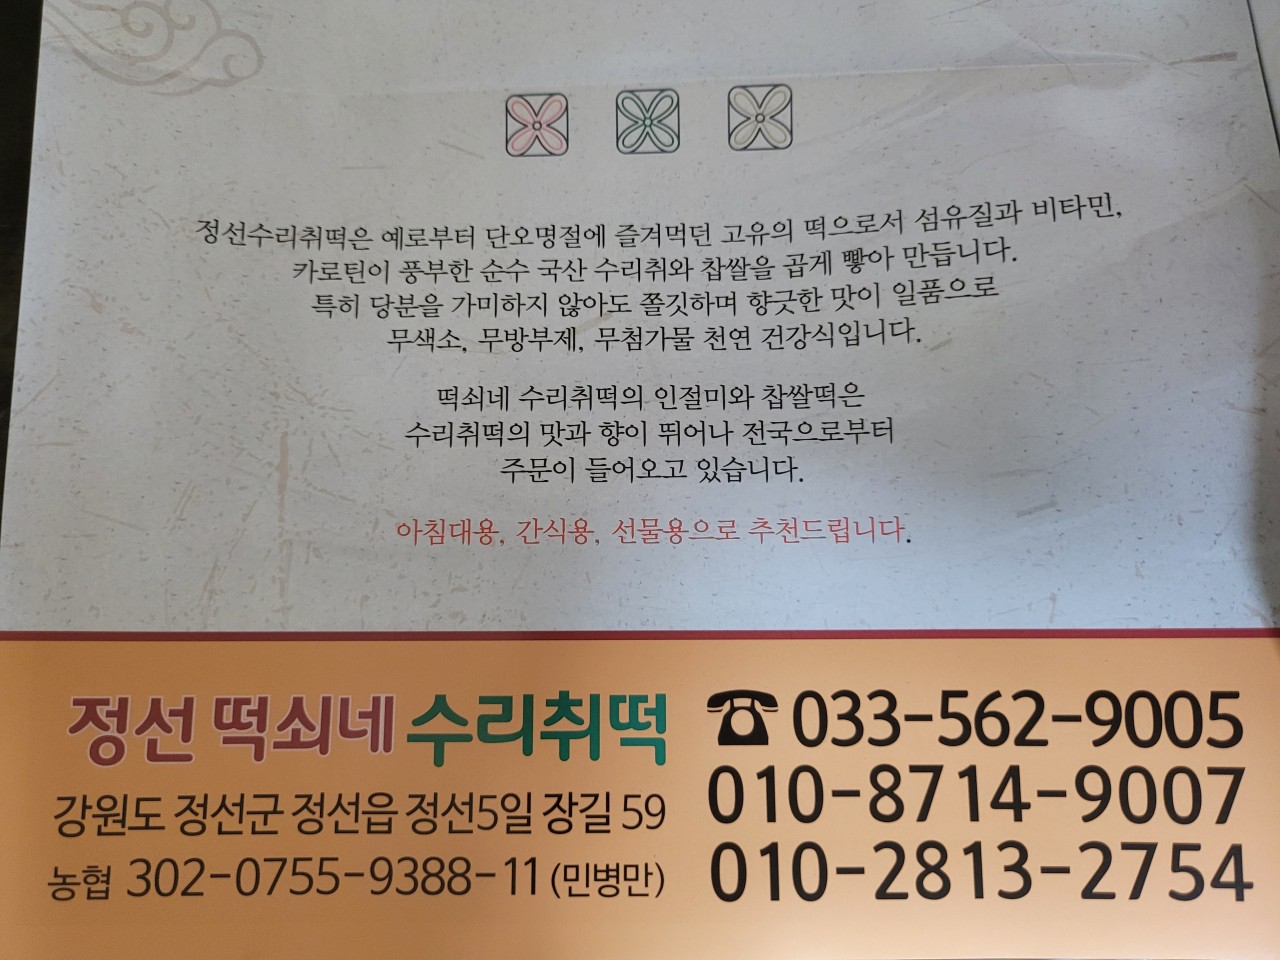 정선수리취떡은 예로부터 단오명절에 즐겨먹던 고유의 떡으로서 섬유질과 비타민,
카로틴이 풍부한 순수 국산 수리취와 찹쌀을 곱게 빻아 만듭니다.
특히 당분을 가미하지 않아도 쫄깃하며 향긋한 맛이 일품으로
무색소, 무방부제, 무첨가물 천연 건강식입니다.
떡쇠네 수리취떡의 인절미와 찹쌀떡은
수리취떡의 맛과 향이 뛰어나 전국으로부터
주문이 들어오고 있습니다.
아침대용, 간식용, 선물용으로 추천드립니다.
정선 떡쇠네 수리취떡
강원도 정선군 정선읍 정선5일 장길 59
농협 302-0755-9388-11 (민병만)
☎ 033-562-9005
010-8714-9007
010-2813-2754